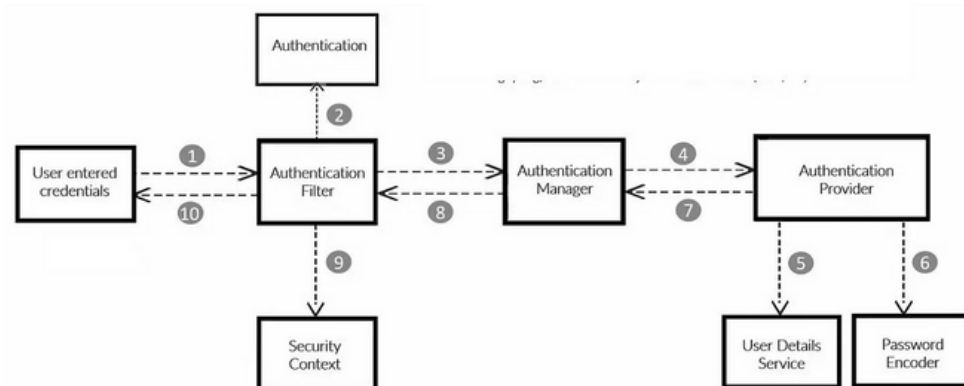 Authentication
2
User entered
credentials
1
10
Authentication
Filter
3
8
Authentication
Manager
4
7
Authentication
Provider
9
5
6
Security
Context
User Details
Service
Password
Encoder